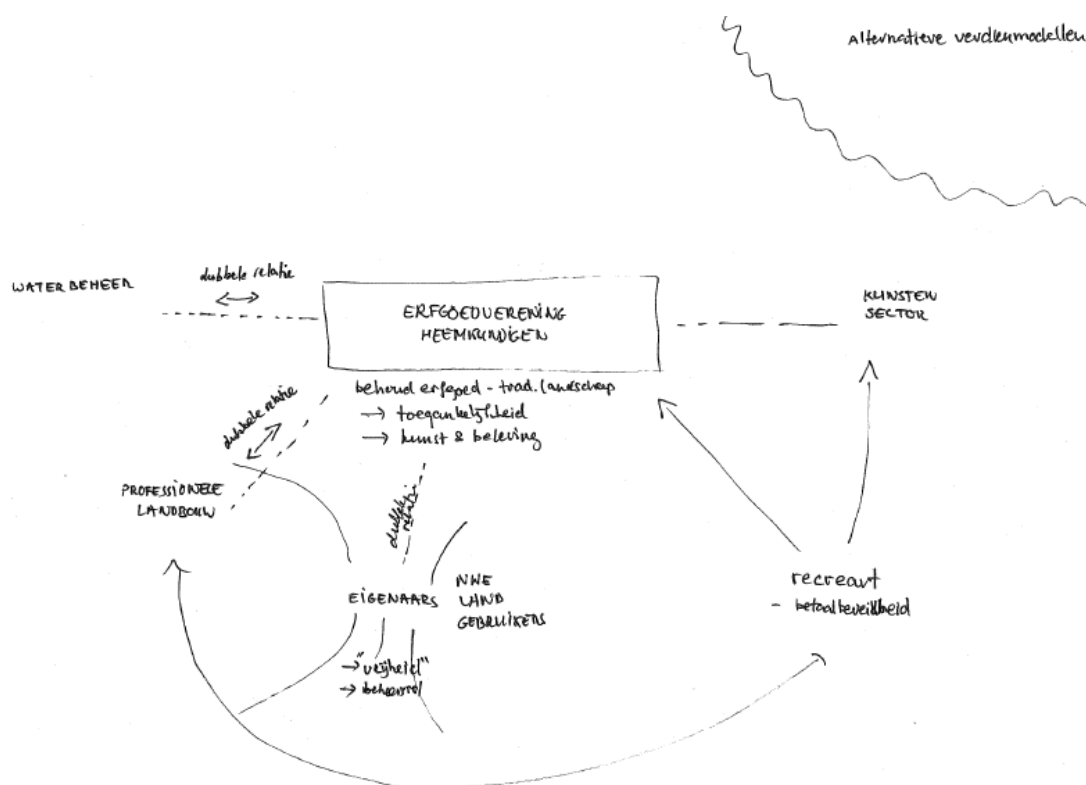 Alternatieve verdienmodellen
WATERBEHEER
dubbele relatie
ERFGOEDVERENING
HEEMKUNDIGEN
KUNSTEN
SECTOR
behoud erfgoed - trad. landschap
→ toegankelijkheid
→ kunst & beleving
dubbele relatie
PROFESSIONELE
LANDBOUW
dubbele
relatie
EIGENAARS
NWE
LAND
GEBRUIKERS
→ "vrijheid"
→ beheersrol
recreant
- betaalbereidheid